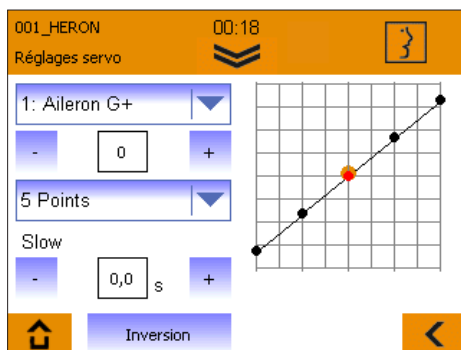 001_HERON 00:18
Réglages servo
1: Aileron G+
- 0 +
5 Points
Slow
- 0,0 s +
Inversion